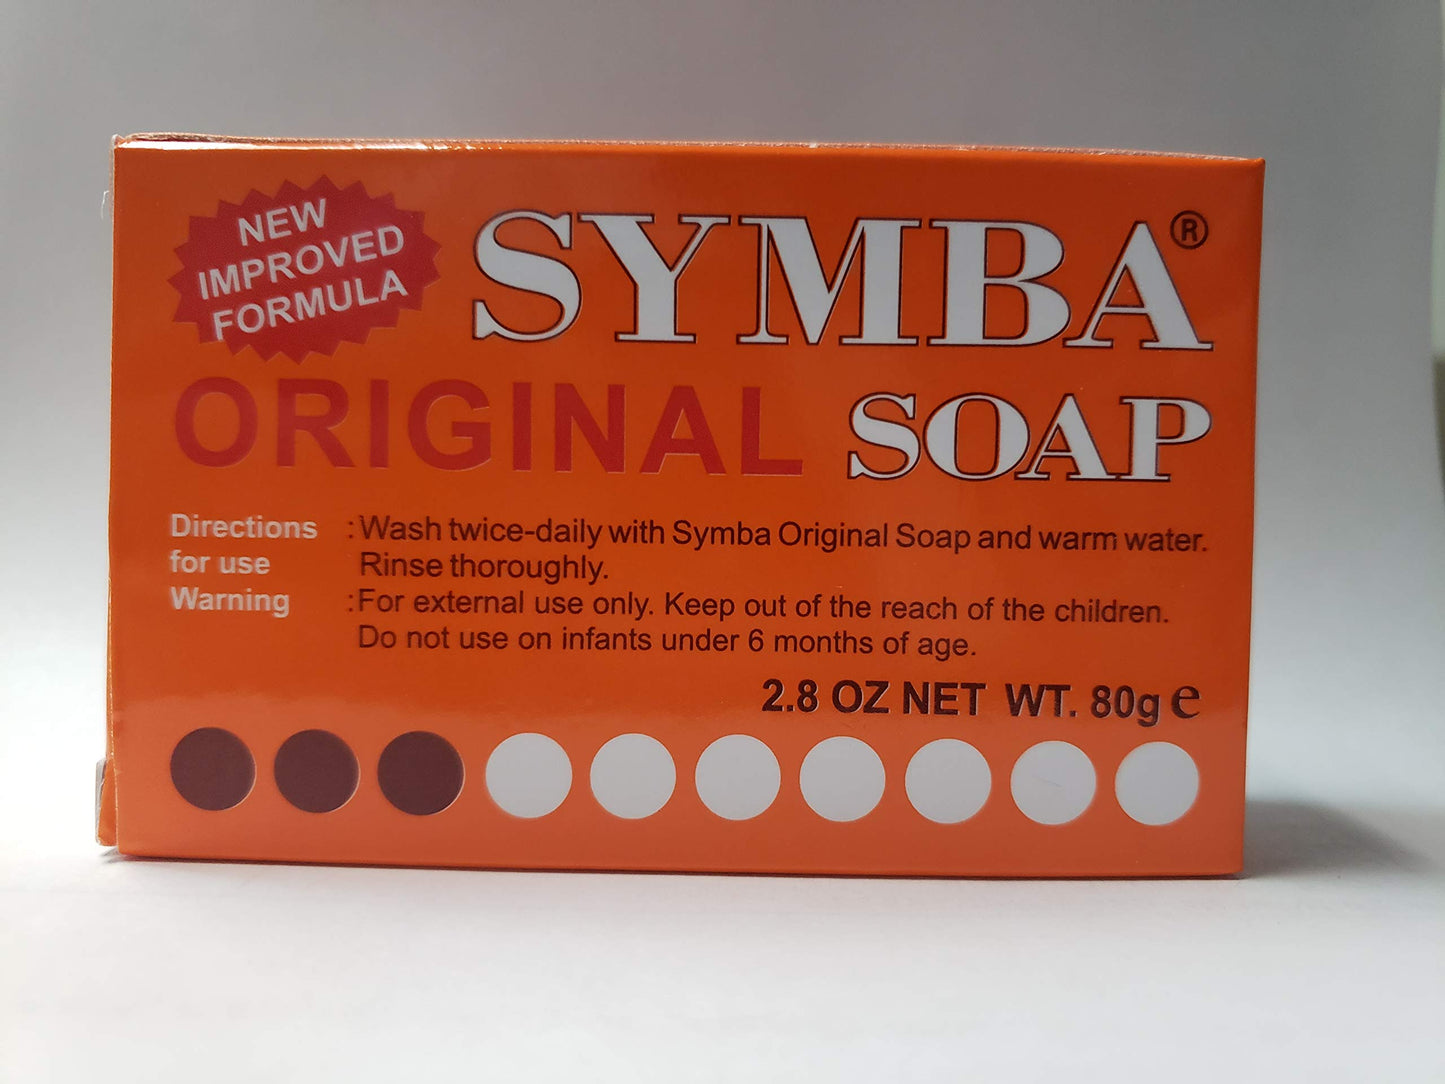 NEW
IMPROVED
FORMULA
SYMBA®
ORIGINAL SOAP
Directions for use : Wash twice-daily with Symba Original Soap and warm water.
Rinse thoroughly.
Warning : For external use only. Keep out of the reach of the children.
Do not use on infants under 6 months of age.
2.8 OZ NET WT. 80g e